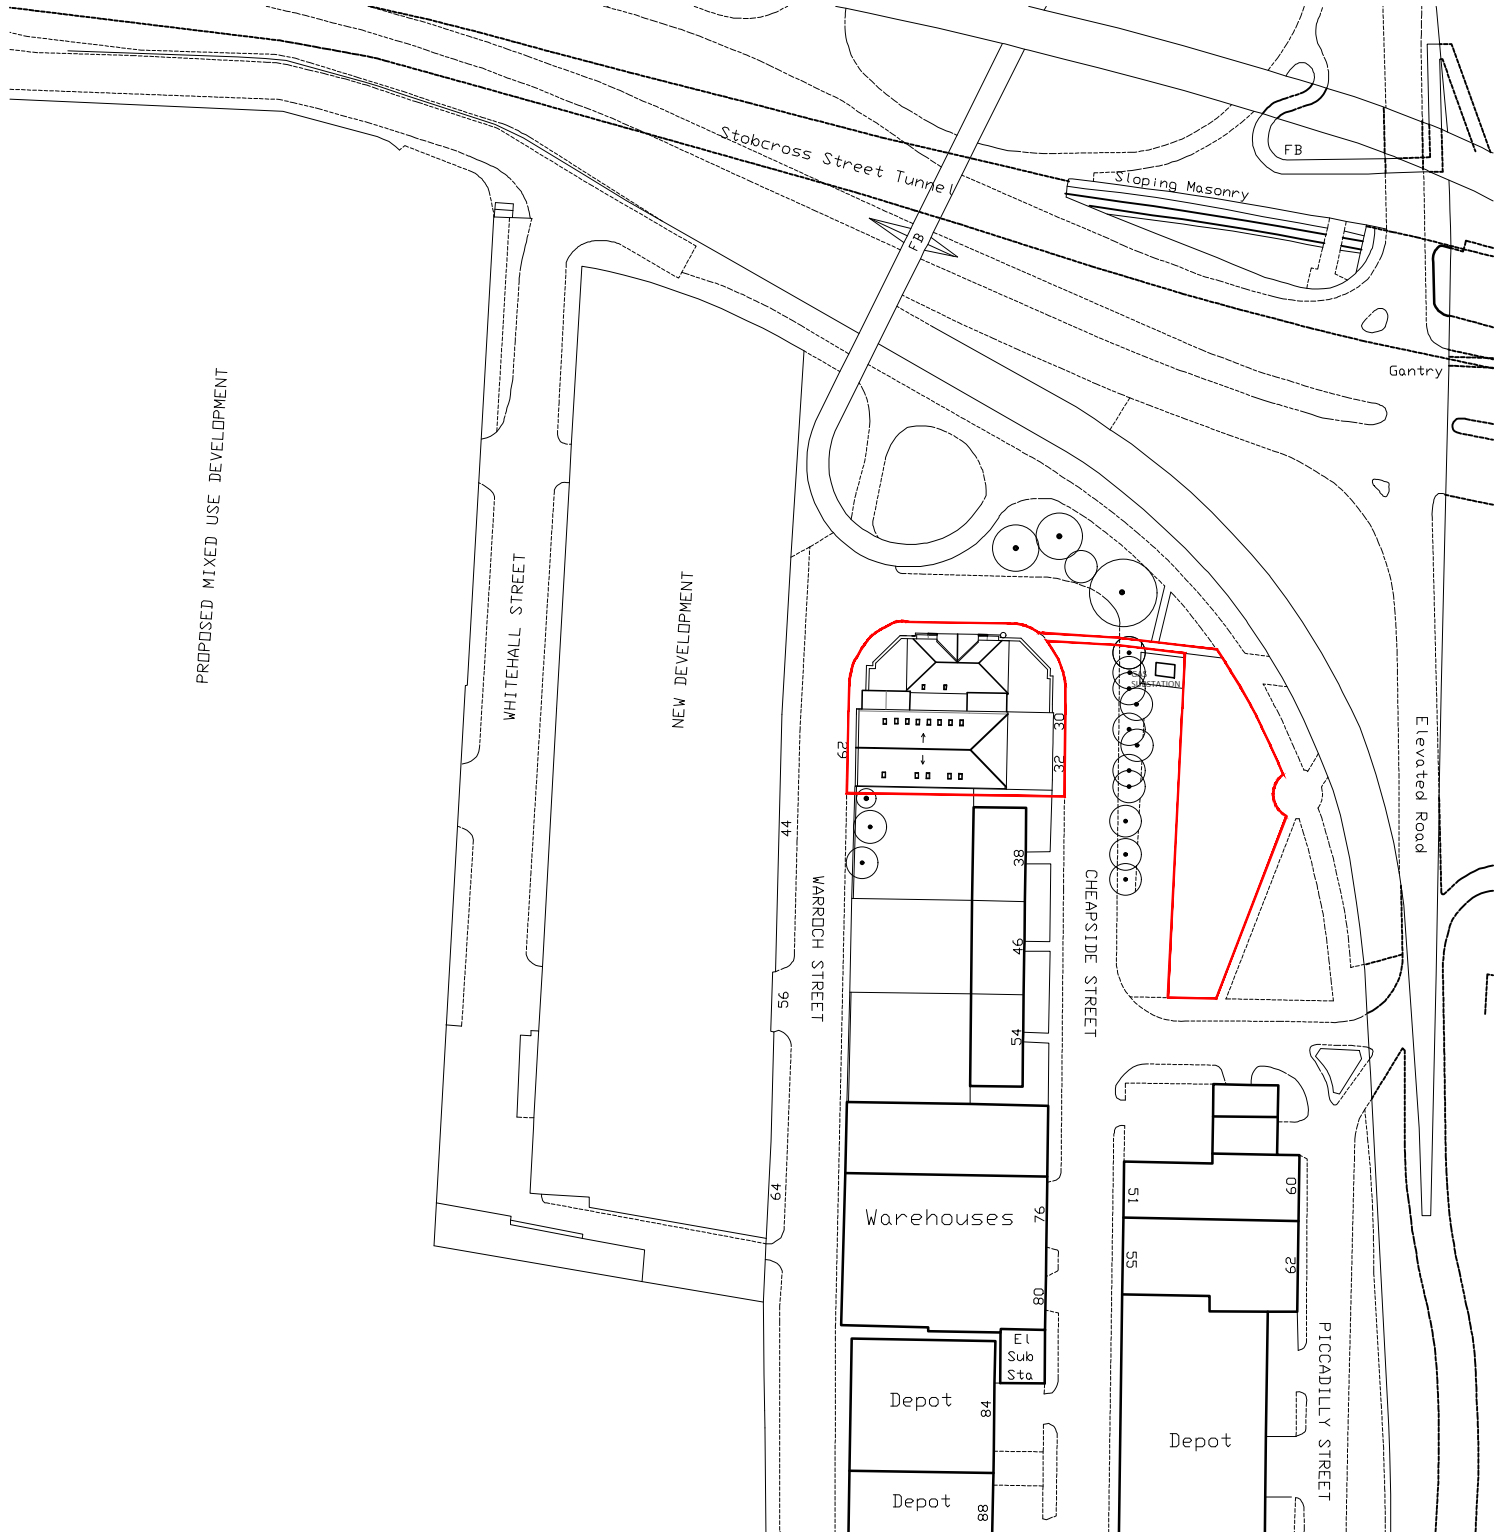 Stobcross Street Tunnel
FB
Sloping Masonry
FB
Gantry
PROPOSED MIXED USE DEVELOPMENT
WHITEHALL STREET
NEW DEVELOPMENT
SUBSTATION
30
62
32
Elevated Road
44
38
WARROCH STREET
CHEAPSIDE STREET
46
56
54
64
51
60
Warehouses
76
55
62
80
El
Sub
Sta
PICCADILLY STREET
Depot
84
Depot
Depot
88